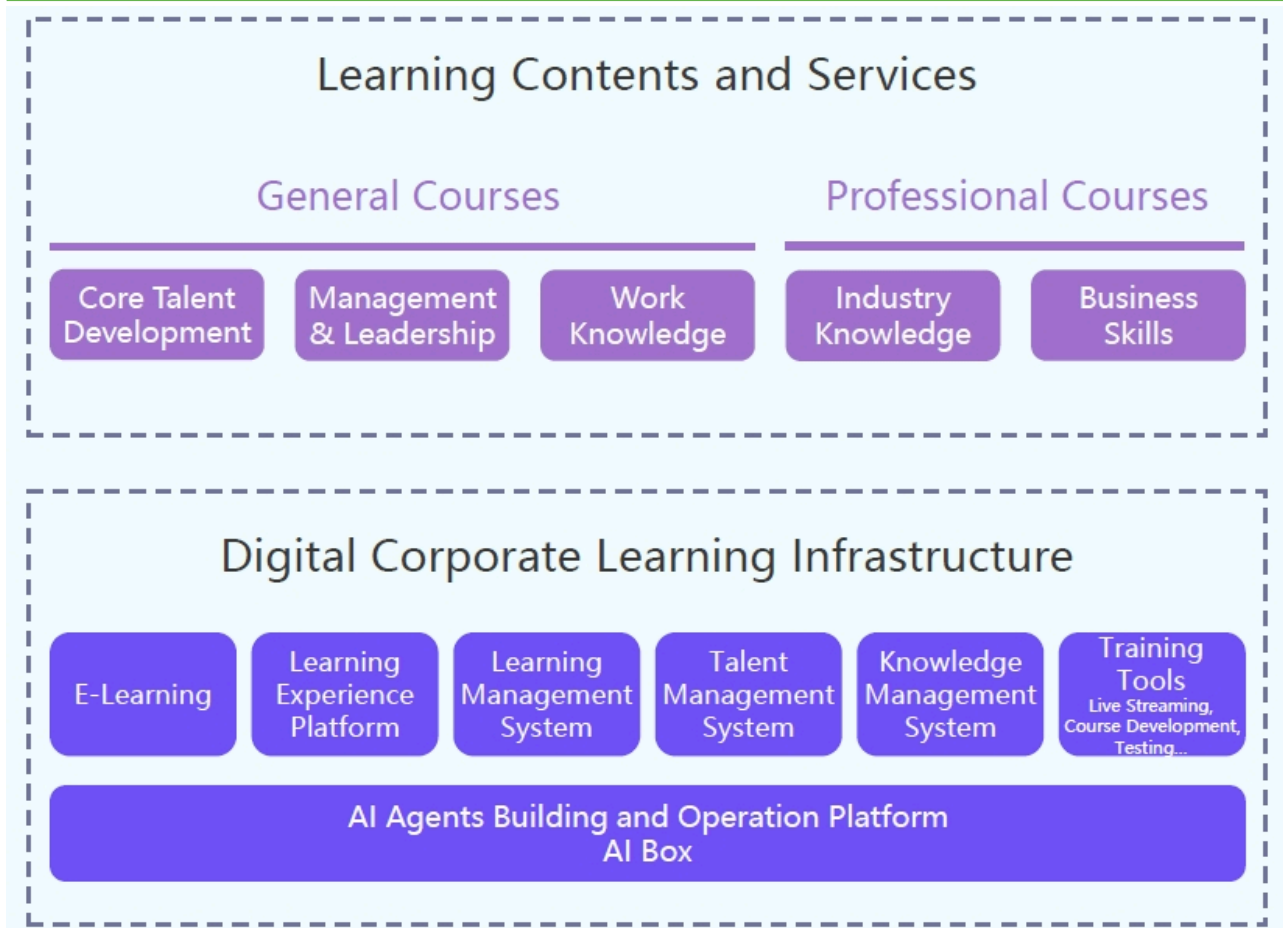 Learning Contents and Services
General Courses
Professional Courses
Core Talent
Development
Management
& Leadership
Work
Knowledge
Industry
Knowledge
Business
Skills
Digital Corporate Learning Infrastructure
E-Learning
Learning
Experience
Platform
Learning
Management
System
Talent
Management
System
Knowledge
Management
System
Training
Tools
Live Streaming,
Course Development,
Testing...
AI Agents Building and Operation Platform
AI Box